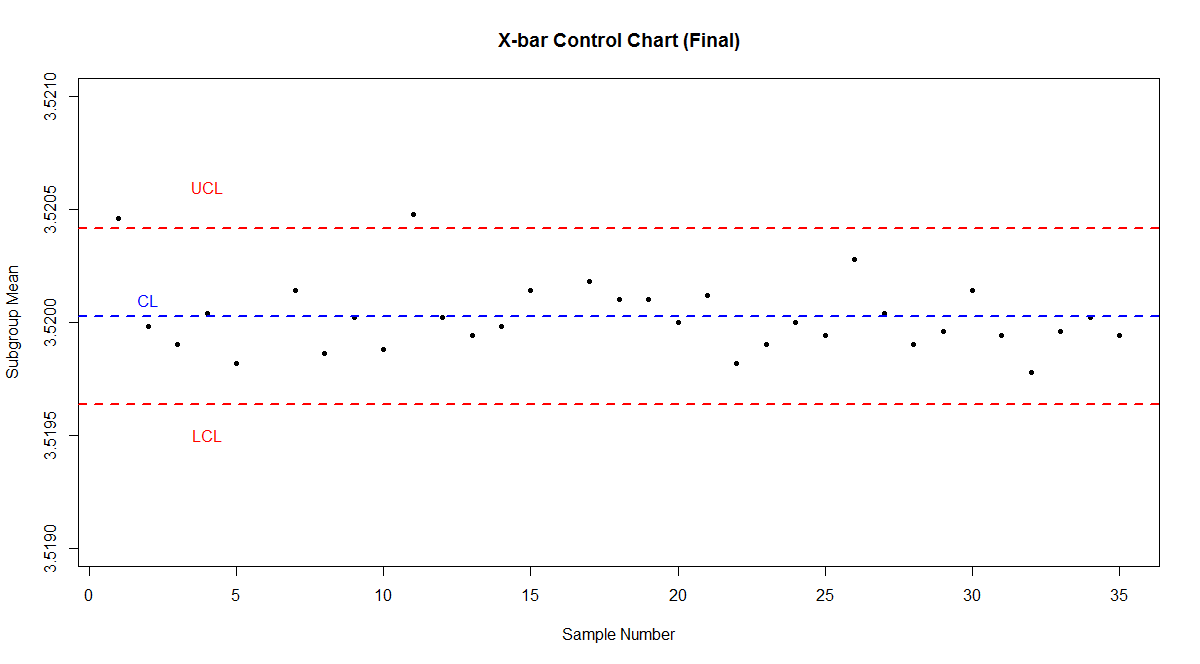 X-bar Control Chart (Final)
3.5210
3.5205
3.5200
3.5195
3.5190
Subgroup Mean
UCL
CL
LCL
0 5 10 15 20 25 30 35
Sample Number